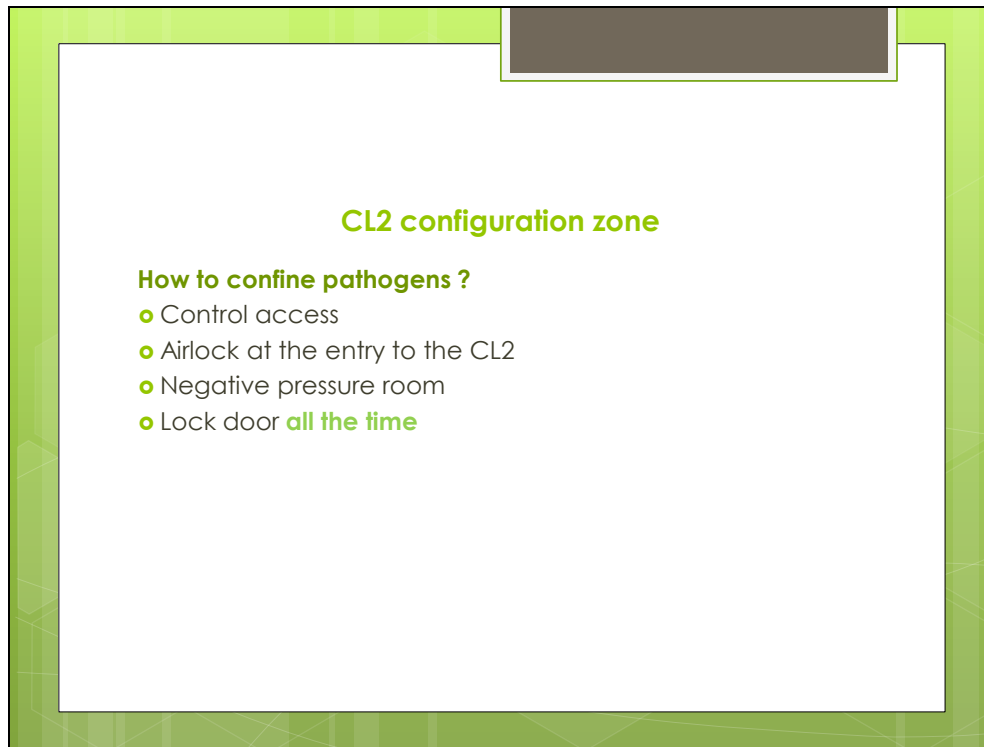 CL2 configuration zone
How to confine pathogens ?
Control access
Airlock at the entry to the CL2
Negative pressure room
Lock door all the time